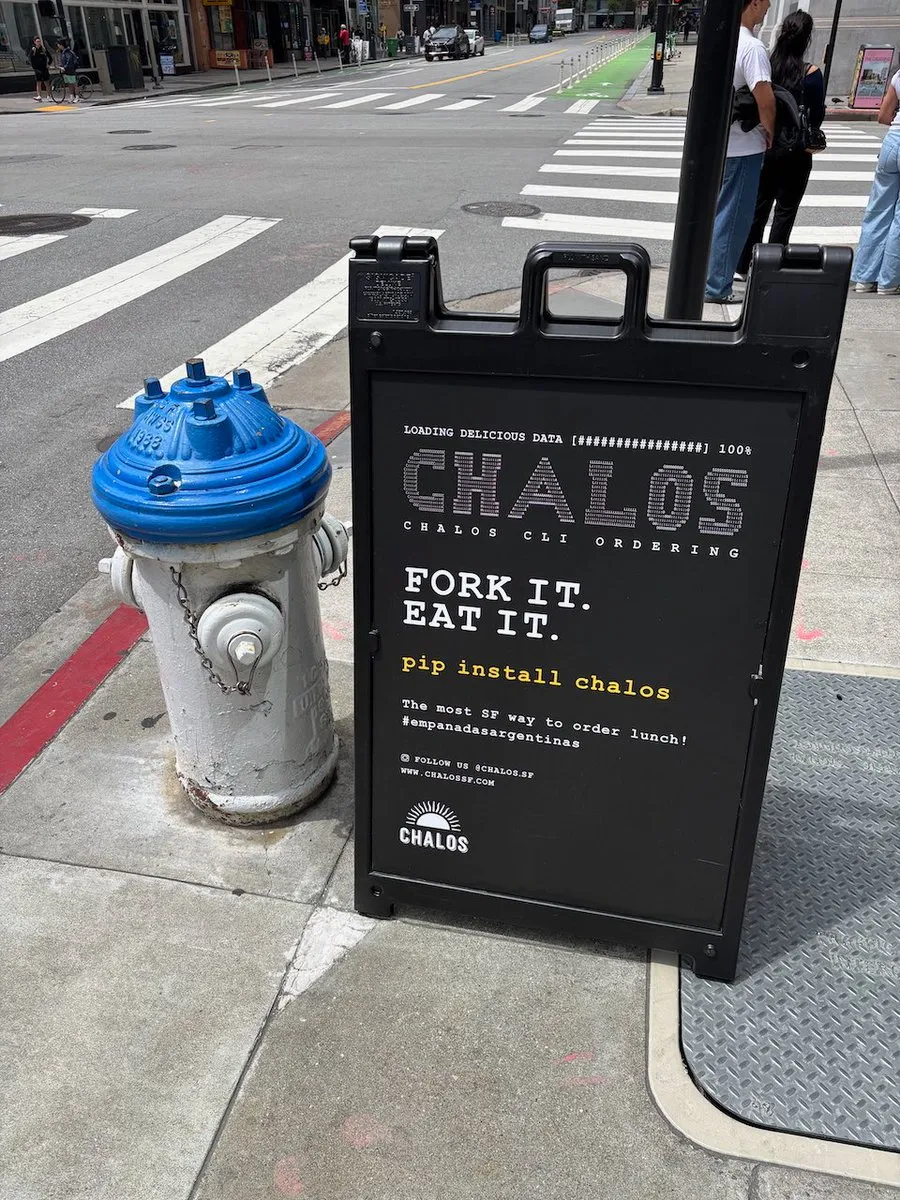 LOADING DELICIOUS DATA [################] 100%
CHALOS
CHALOS CLI ORDERING
FORK IT.
EAT IT.
pip install chalos
The most SF way to order lunch!
#empanadasargentinas
FOLLOW US @CHALOS.SF
WWW.CHALOSSF.COM
CHALOS